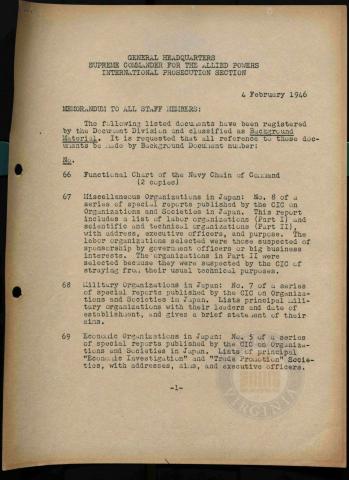 GENERAL HEADQUARTERS
SUPREME COMMANDER FOR THE ALLIED POWERS
INTERNATIONAL PROSECUTION SECTION
4 February 1946
MEMORANDUM TO ALL STAFF MEMBERS:
The following listed documents have been registered
by the Document Division and classified as Background
Material. It is requested that all reference to these doc-
uments be made by Background Document number:
No.
66 Functional Chart of the Navy Chain of Command
(2 copies)
67 Miscellaneous Organizations in Japan: No. 8 of a
series of special reports published by the CIC on
Organizations and Societies in Japan. This report
includes a list of labor organizations (Part I) and
scientific and technical organizations (Part II),
with address, executive officers, and purpose. The
labor organizations selected were those suspected of
sponsership by government officers or big business
interests. The organizations in Part II were
selected because they were suspected by the CIC of
straying from their usual technical purposes.
68 Military Organizations in Japan: No. 7 of a series
of special reports published by the CIC on Organiza-
tions and Societies in Japan. Lists principal mili-
tary organizations with their leaders and date of
establishment, and gives a brief statement of their
aims.
69 Economic Organizations in Japan: No. 5 of a series
of special reports published by the CIC on Organiza-
tions and Societies in Japan. Lists of principal
"Economic Investigation" and "Trade Promotion" Socie-
ties, with addresses, aims, and executive officers.
-1-
VIRGINIA